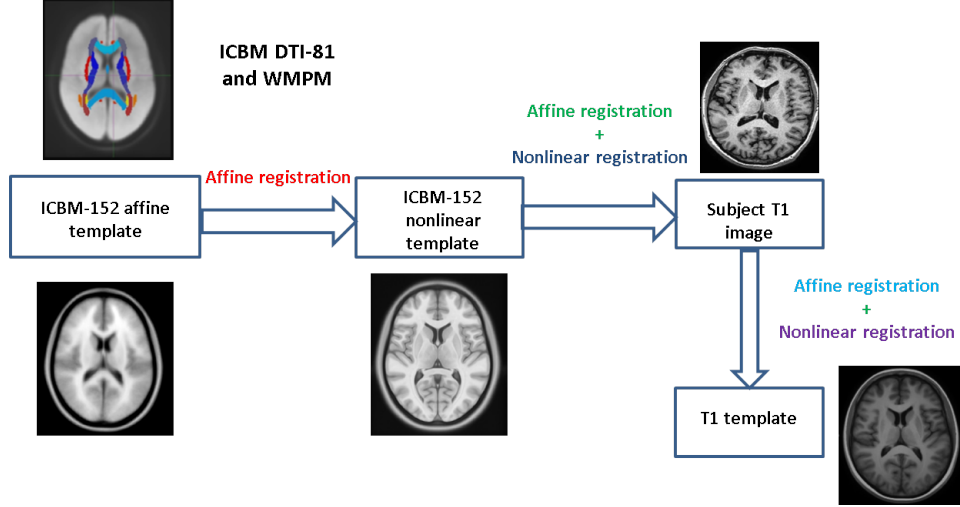 ICBM DTI-81
and WMPM
Affine registration
+
Nonlinear registration
Affine registration
ICBM-152 affine
template
ICBM-152
nonlinear
template
Subject T1
image
Affine registration
+
Nonlinear registration
T1 template